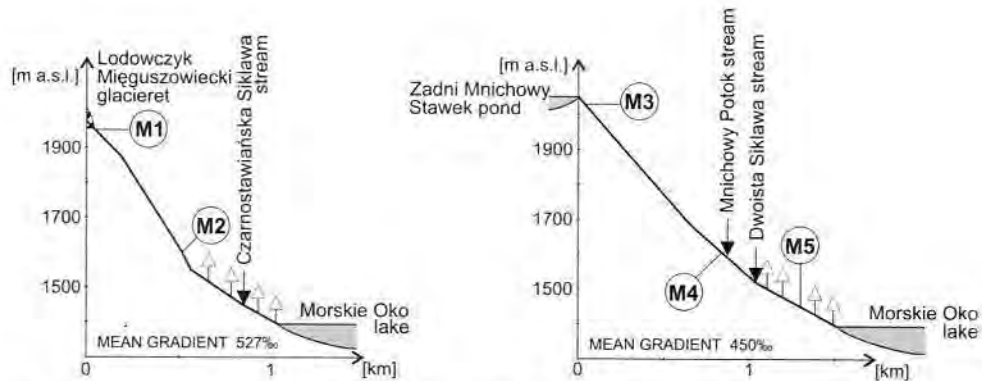 [m a.s.l.]
Lodowczyk
Mięguszowiecki
glacieret
M1
1900
1700
1500
M2
Czarnostawiańska Siklawa
stream
Morskie Oko
lake
MEAN GRADIENT 527‰
0
1
[km]
[m a.s.l.]
Zadni Mnichowy
Stawek pond
M3
1900
1700
1500
Mnichowy Potok stream
Dwoista Siklawa stream
M4
M5
Morskie Oko
lake
MEAN GRADIENT 450‰
0
1
[km]